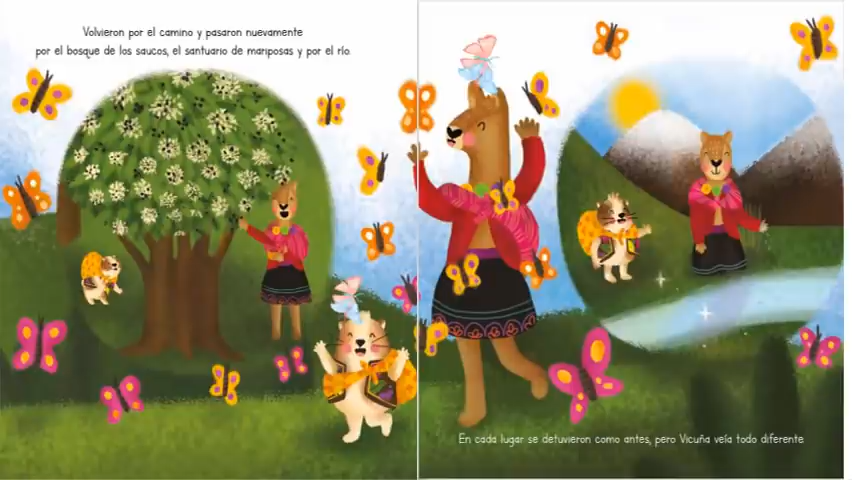 Volvieron por el camino y pasaron nuevamente
por el bosque de los saucos, el santuario de mariposas y por el río.
En cada lugar se detuvieron como antes, pero Vicuña veía todo diferente